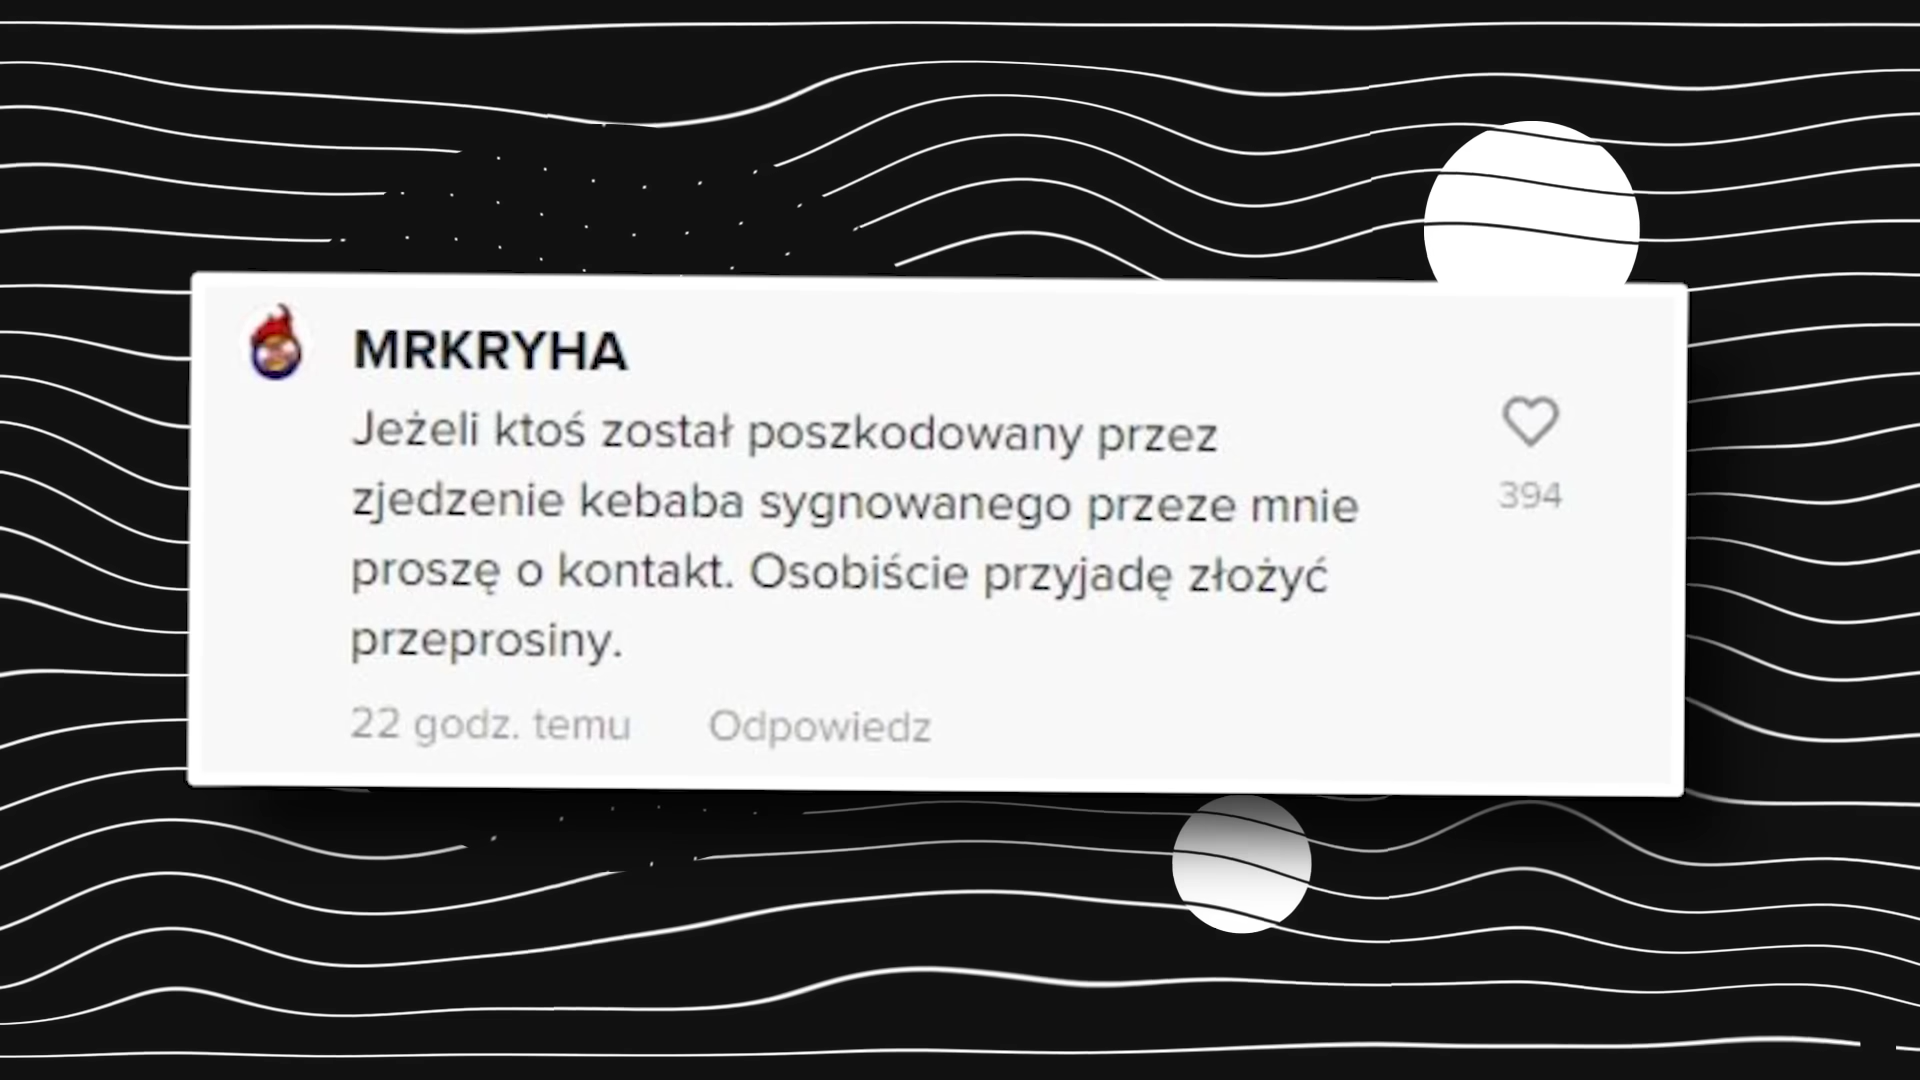 MRKRYHA
Jeżeli ktoś został poszkodowany przez
zjedzenie kebaba sygnowanego przeze mnie
proszę o kontakt. Osobiście przyjadę złożyć
przeprosiny.
394
22 godz. temu Odpowiedz